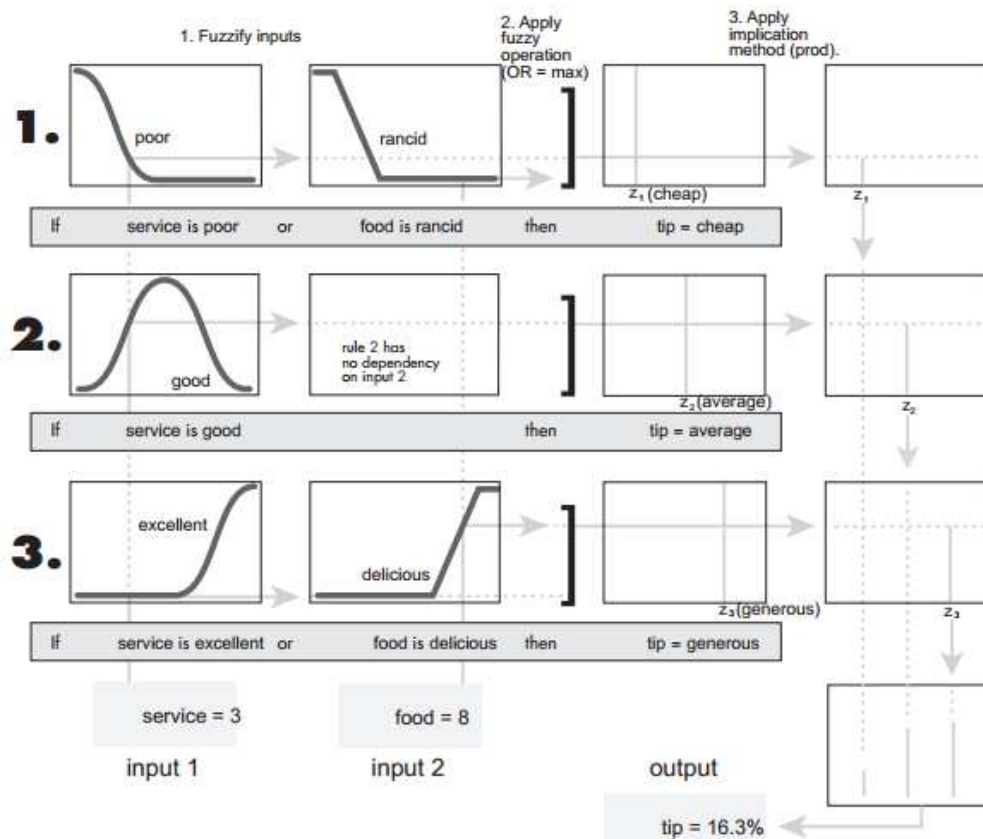 1. Fuzzify inputs
2. Apply
fuzzy
operation
(OR = max)
3. Apply
implication
method (prod).
1.
poor
rancid
z₁ (cheap)
z₁
If service is poor or food is rancid then tip = cheap
2.
good
rule 2 has
no dependency
on input 2
z₂(average)
z₂
If service is good then tip = average
3.
excellent
delicious
z₃(generous)
z₃
If service is excellent or food is delicious then tip = generous
service = 3
food = 8
input 1
input 2
output
tip = 16.3%